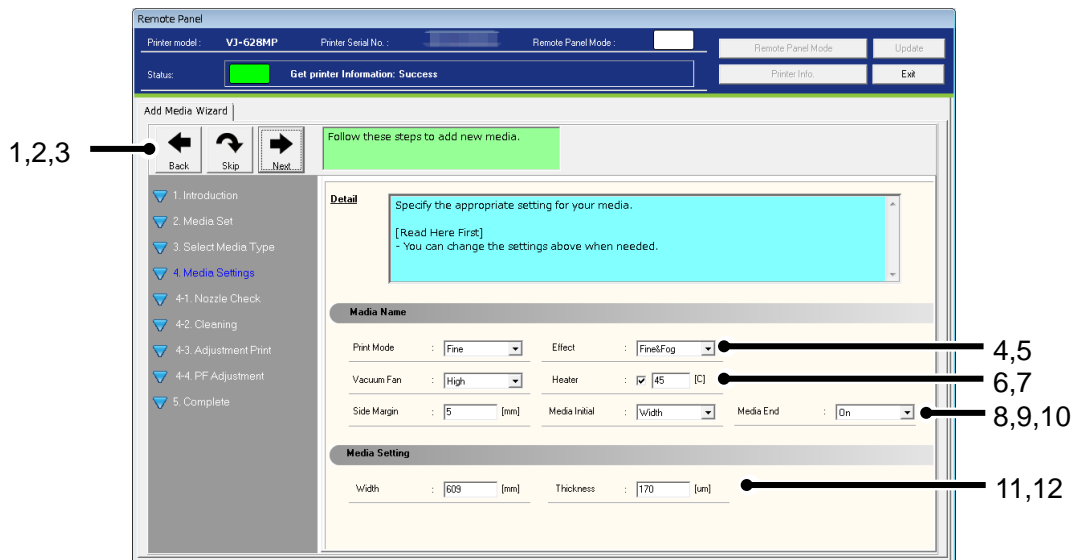 Remote Panel
Printer model : VJ-628MP Printer Serial No. : Remote Panel Mode : Remote Panel Mode Update
Status: Get printer Information: Success Printer Info. Exit
Add Media Wizard
1,2,3
Back Skip Next
Follow these steps to add new media.
1. Introduction
2. Media Set
3. Select Media Type
4. Media Settings
4-1. Nozzle Check
4-2. Cleaning
4-3. Adjustment Print
4-4. PF Adjustment
5. Complete
Detail
Specify the appropriate setting for your media.
[Read Here First]
- You can change the settings above when needed.
Madia Name
Print Mode : Fine Effect : Fine&Fog 4,5
Vacuum Fan : High Heater : 45 [C] 6,7
Side Margin : 5 [mm] Media Initial : Width Media End : On 8,9,10
Media Setting
Width : 609 [mm] Thickness : 170 [um] 11,12